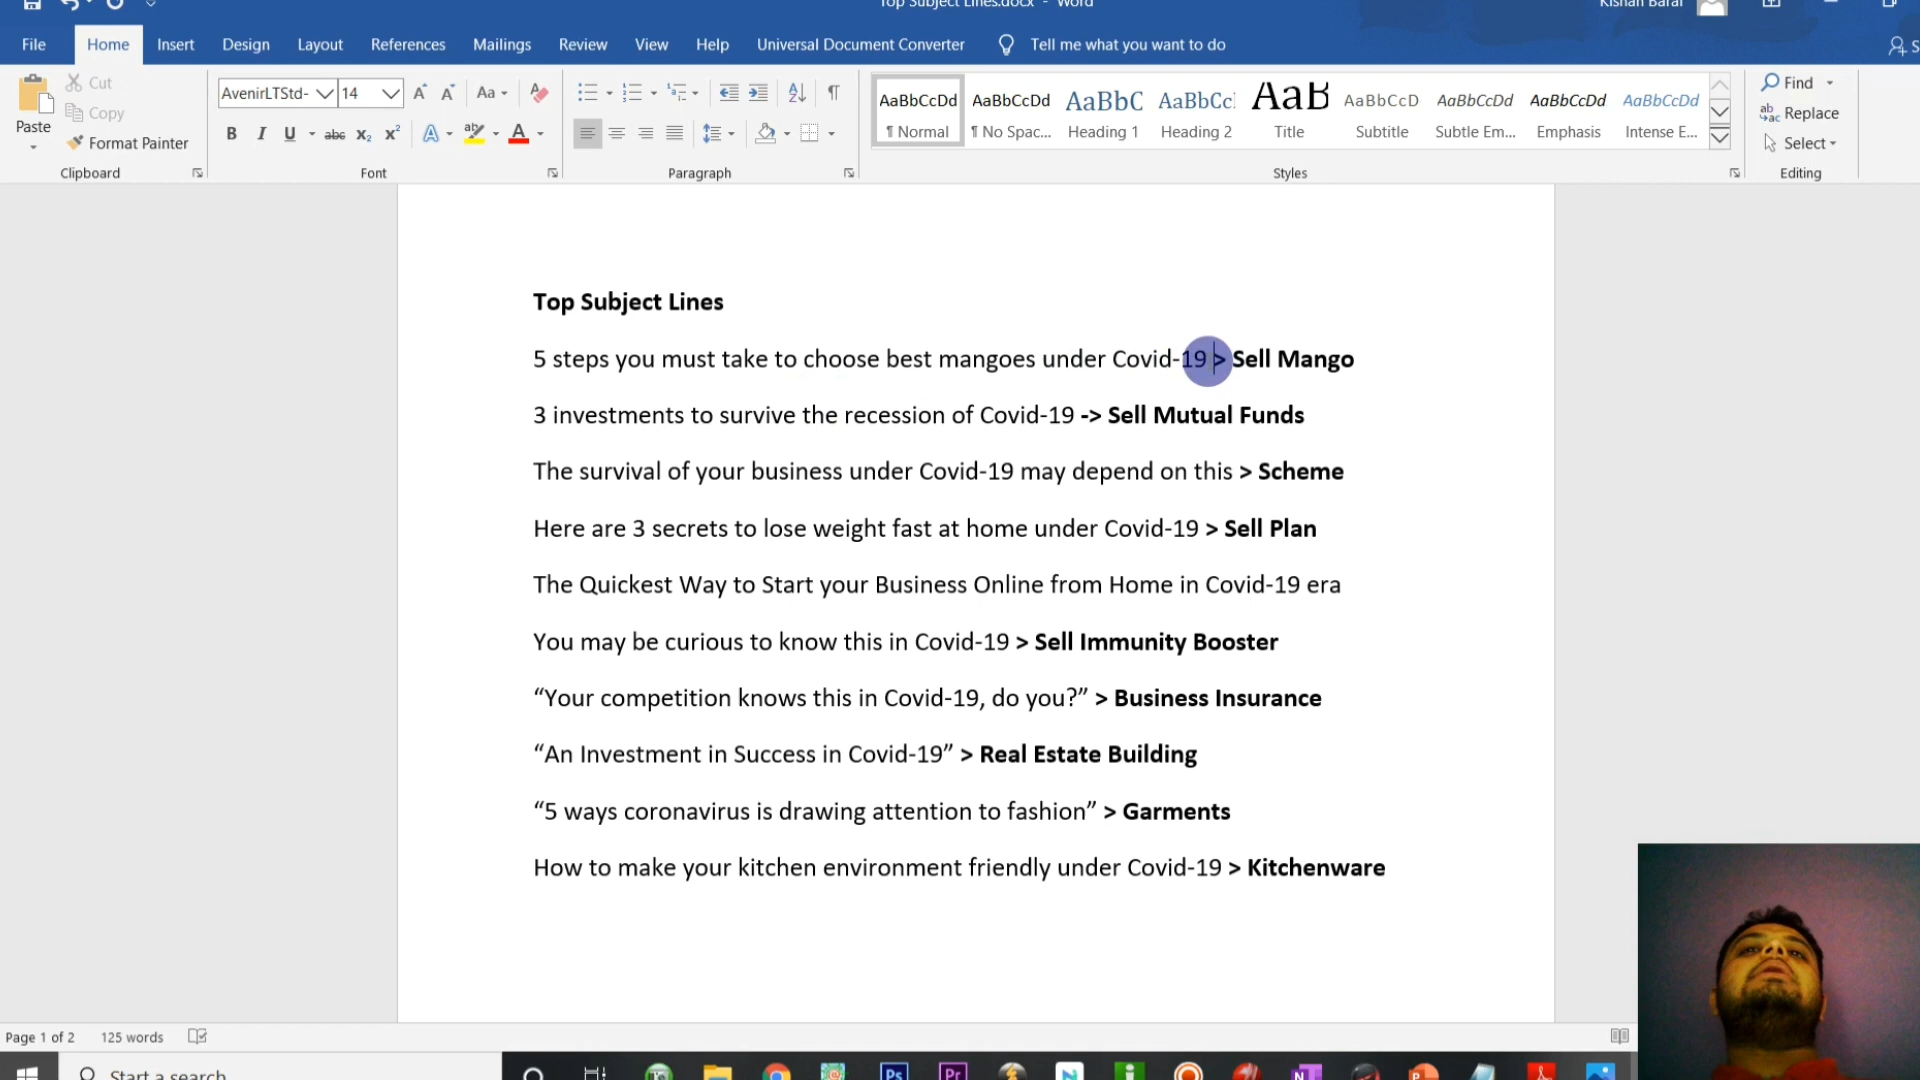 Top Subject Lines.docx - Word
Kishan Baral
File Home Insert Design Layout References Mailings Review View Help Universal Document Converter Tell me what you want to do
Paste
Cut
Copy
Format Painter
Clipboard
AvenirLTStd- 14
Font
Paragraph
AaBbCcDd AaBbCcDd AaBbC AaBbCc AaB AaBbCcD AaBbCcDd AaBbCcDd AaBbCcDd
¶ Normal ¶ No Spac... Heading 1 Heading 2 Title Subtitle Subtle Em... Emphasis Intense E...
Styles
Find
Replace
Select
Editing
Top Subject Lines
5 steps you must take to choose best mangoes under Covid-19 > Sell Mango
3 investments to survive the recession of Covid-19 -> Sell Mutual Funds
The survival of your business under Covid-19 may depend on this > Scheme
Here are 3 secrets to lose weight fast at home under Covid-19 > Sell Plan
The Quickest Way to Start your Business Online from Home in Covid-19 era
You may be curious to know this in Covid-19 > Sell Immunity Booster
“Your competition knows this in Covid-19, do you?” > Business Insurance
“An Investment in Success in Covid-19” > Real Estate Building
“5 ways coronavirus is drawing attention to fashion” > Garments
How to make your kitchen environment friendly under Covid-19 > Kitchenware
Page 1 of 2 125 words
Start a search